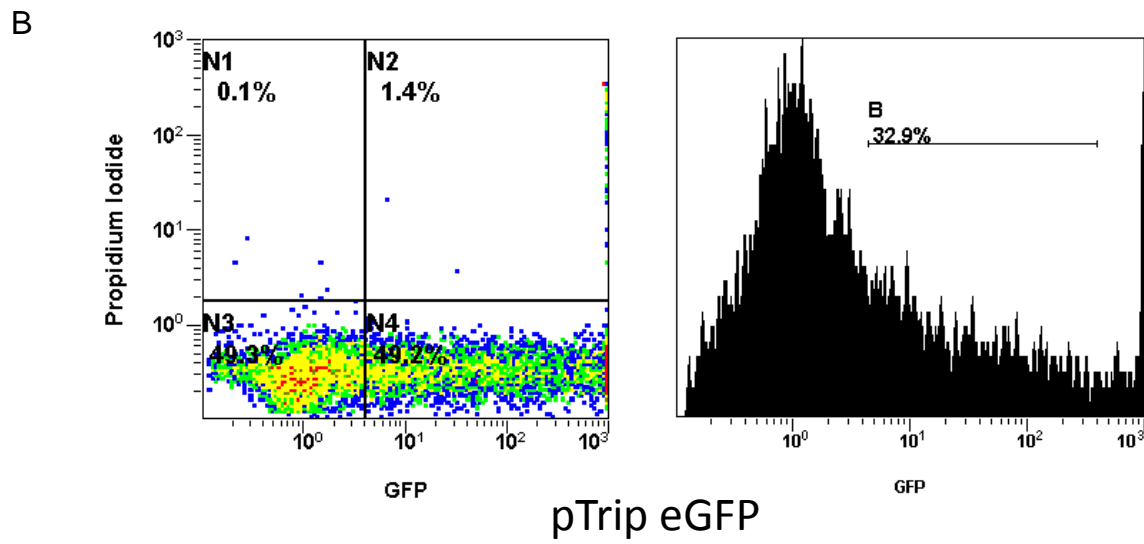 B
10³
N1
0.1%
N2
1.4%
10²
10¹
10⁰
N3
49.3%
N4
49.2%
Propidium Iodide
10⁰
10¹
10²
10³
GFP
B
32.9%
10⁰
10¹
10²
10³
GFP
pTrip eGFP